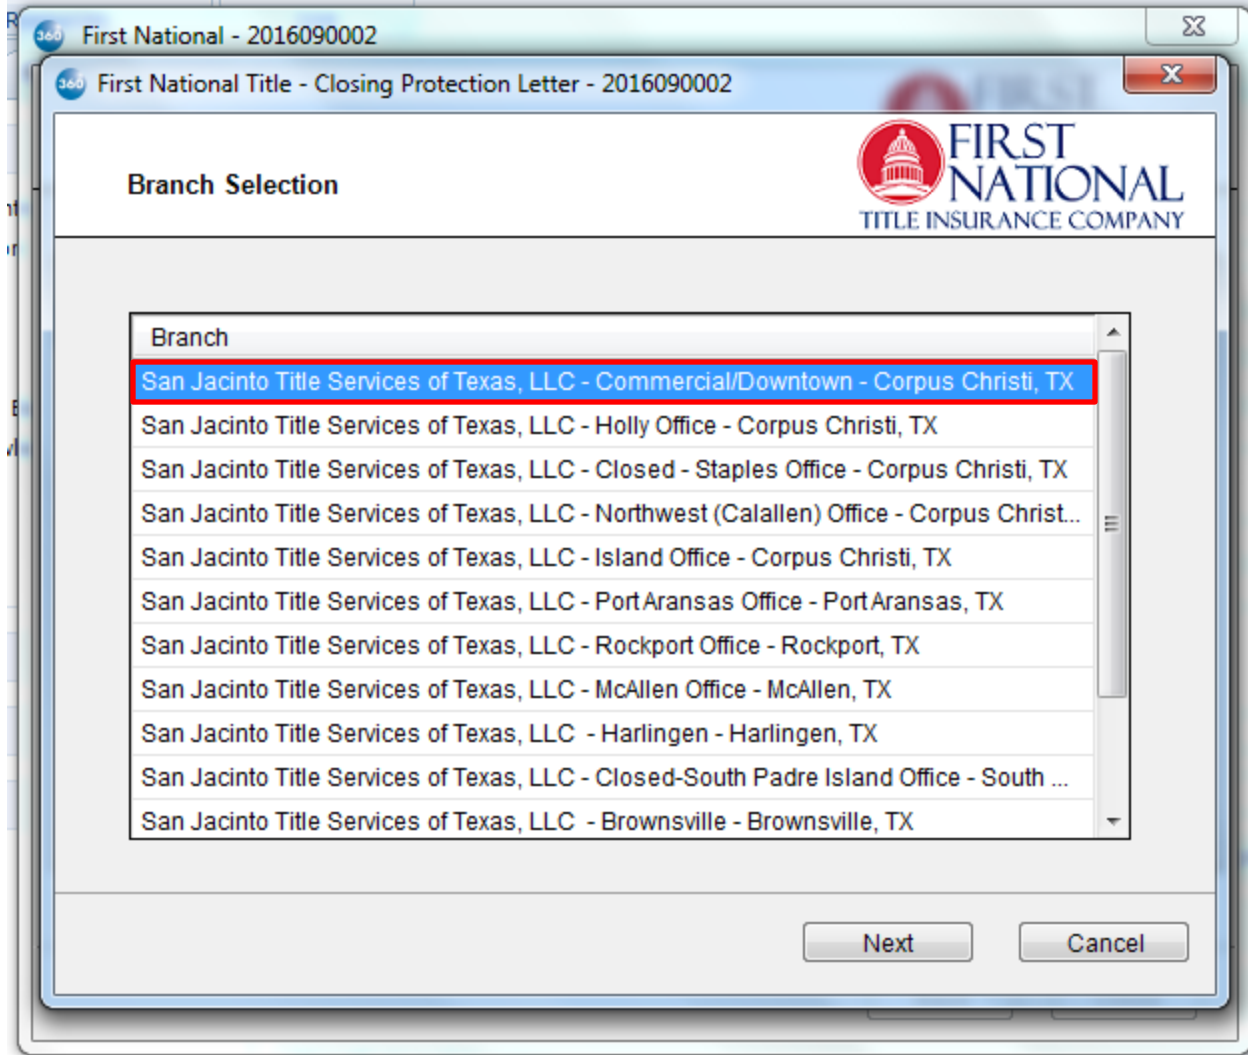 First National - 2016090002
First National Title - Closing Protection Letter - 2016090002
Branch Selection
FIRST
NATIONAL
TITLE INSURANCE COMPANY
Branch
San Jacinto Title Services of Texas, LLC - Commercial/Downtown - Corpus Christi, TX
San Jacinto Title Services of Texas, LLC - Holly Office - Corpus Christi, TX
San Jacinto Title Services of Texas, LLC - Closed - Staples Office - Corpus Christi, TX
San Jacinto Title Services of Texas, LLC - Northwest (Calallen) Office - Corpus Christ...
San Jacinto Title Services of Texas, LLC - Island Office - Corpus Christi, TX
San Jacinto Title Services of Texas, LLC - Port Aransas Office - Port Aransas, TX
San Jacinto Title Services of Texas, LLC - Rockport Office - Rockport, TX
San Jacinto Title Services of Texas, LLC - McAllen Office - McAllen, TX
San Jacinto Title Services of Texas, LLC - Harlingen - Harlingen, TX
San Jacinto Title Services of Texas, LLC - Closed-South Padre Island Office - South ...
San Jacinto Title Services of Texas, LLC - Brownsville - Brownsville, TX
Next Cancel